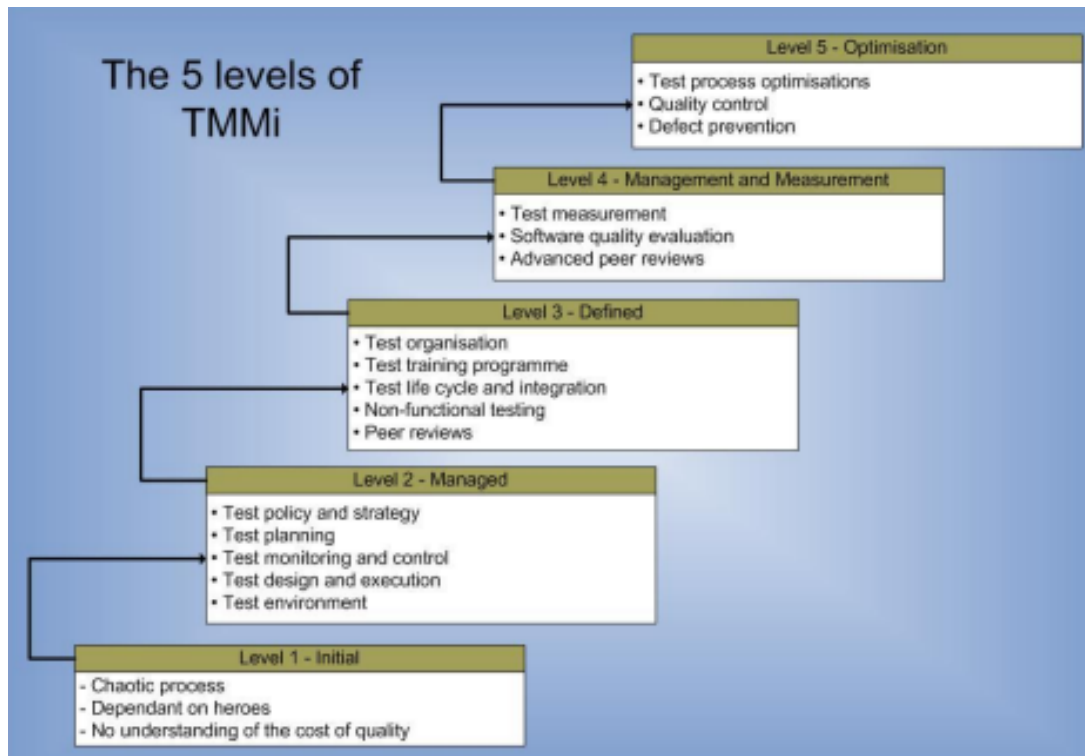 The 5 levels of
TMMi
Level 5 - Optimisation
• Test process optimisations
• Quality control
• Defect prevention
Level 4 - Management and Measurement
• Test measurement
• Software quality evaluation
• Advanced peer reviews
Level 3 - Defined
• Test organisation
• Test training programme
• Test life cycle and integration
• Non-functional testing
• Peer reviews
Level 2 - Managed
• Test policy and strategy
• Test planning
• Test monitoring and control
• Test design and execution
• Test environment
Level 1 - Initial
- Chaotic process
- Dependant on heroes
- No understanding of the cost of quality